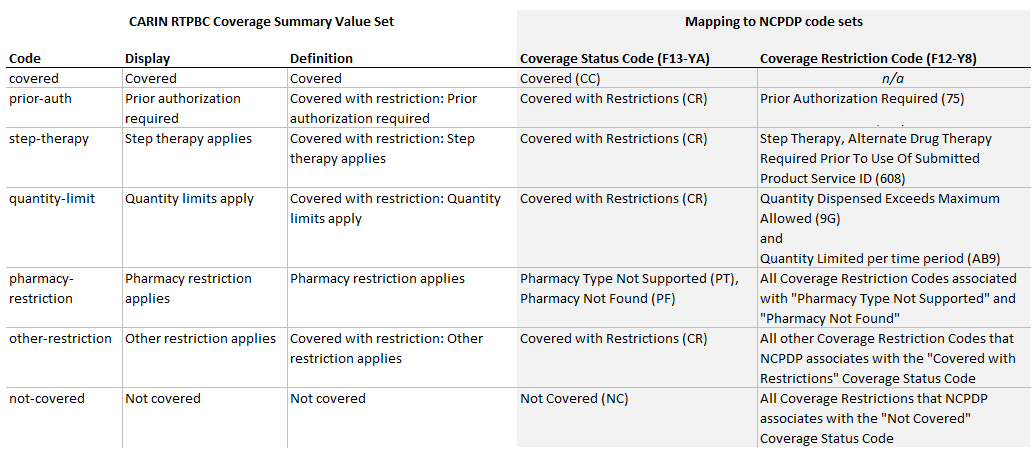 CARIN RTPBC Coverage Summary Value Set
Mapping to NCPDP code sets
Code
Display
Definition
Coverage Status Code (F13-YA)
Coverage Restriction Code (F12-Y8)
covered
Covered
Covered
Covered (CC)
n/a
prior-auth
Prior authorization
required
Covered with restriction: Prior
authorization required
Covered with Restrictions (CR)
Prior Authorization Required (75)
step-therapy
Step therapy applies
Covered with restriction: Step
therapy applies
Covered with Restrictions (CR)
Step Therapy, Alternate Drug Therapy
Required Prior To Use Of Submitted
Product Service ID (608)
quantity-limit
Quantity limits apply
Covered with restriction: Quantity
limits apply
Covered with Restrictions (CR)
Quantity Dispensed Exceeds Maximum
Allowed (9G)
and
Quantity Limited per time period (AB9)
pharmacy-
restriction
Pharmacy restriction
applies
Pharmacy restriction applies
Pharmacy Type Not Supported (PT),
Pharmacy Not Found (PF)
All Coverage Restriction Codes associated
with "Pharmacy Type Not Supported" and
"Pharmacy Not Found"
other-restriction
Other restriction applies
Covered with restriction: Other
restriction applies
Covered with Restrictions (CR)
All other Coverage Restriction Codes that
NCPDP associates with the "Covered with
Restrictions" Coverage Status Code
not-covered
Not covered
Not covered
Not Covered (NC)
All Coverage Restrictions that NCPDP
associates with the "Not Covered"
Coverage Status Code